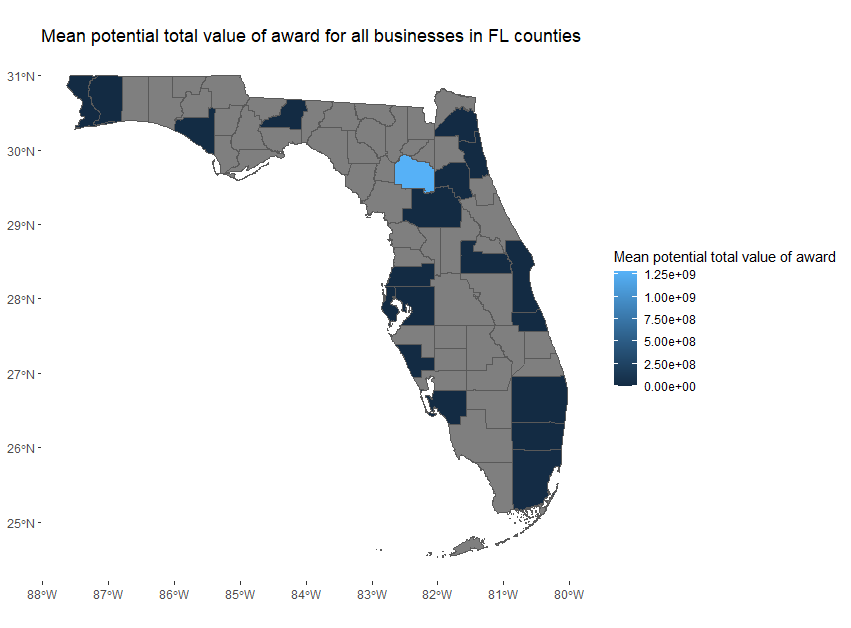 Mean potential total value of award for all businesses in FL counties
31°N
30°N
29°N
28°N
27°N
26°N
25°N
88°W
87°W
86°W
85°W
84°W
83°W
82°W
81°W
80°W
Mean potential total value of award
1.25e+09
1.00e+09
7.50e+08
5.00e+08
2.50e+08
0.00e+00